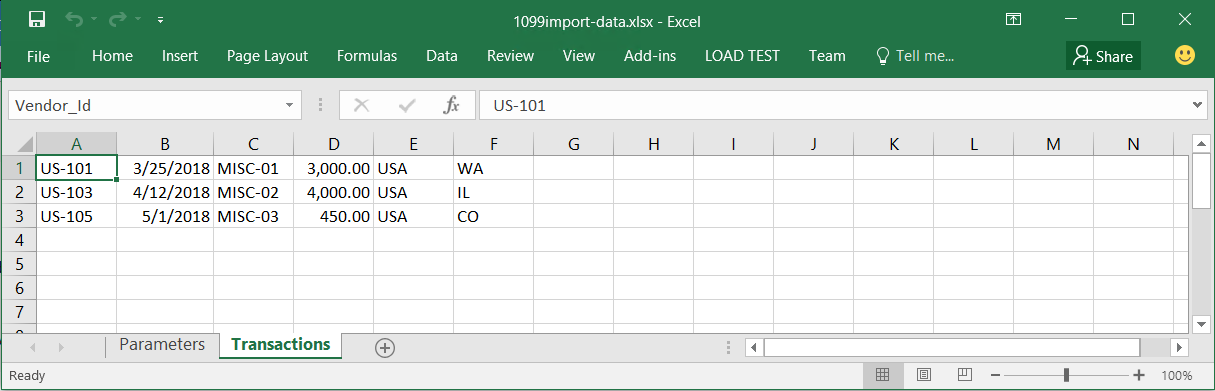 1099import-data.xlsx - Excel
File Home Insert Page Layout Formulas Data Review View Add-ins LOAD TEST Team Tell me... Share
Vendor_Id fx US-101
A B C D E F G H I J K L M N
1 US-101 3/25/2018 MISC-01 3,000.00 USA WA
2 US-103 4/12/2018 MISC-02 4,000.00 USA IL
3 US-105 5/1/2018 MISC-03 450.00 USA CO
4
5
6
7
Parameters Transactions
Ready 100%